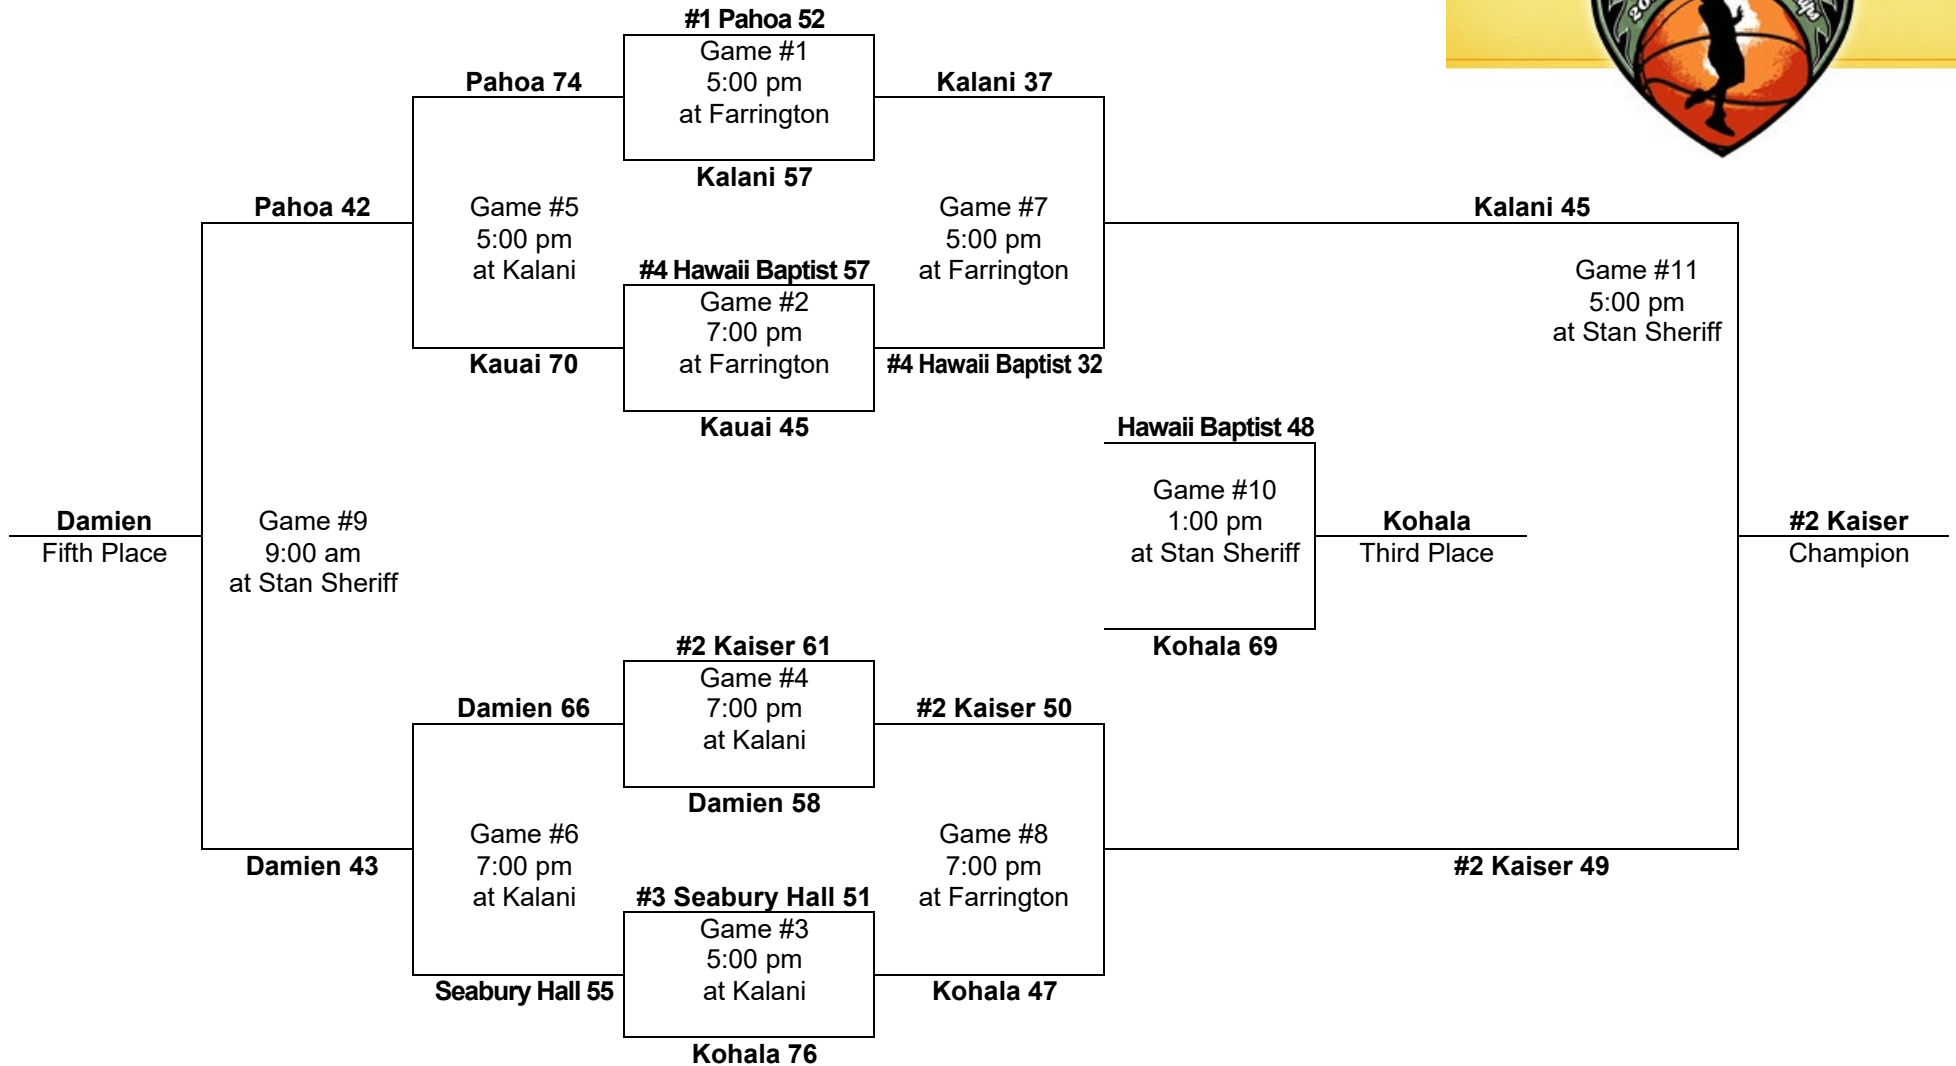 #1 Pahoa 52
Game #1
5:00 pm
at Farrington
Kalani 57
Pahoa 74
Kalani 37
Pahoa 42
Game #5
5:00 pm
at Kalani
Game #7
5:00 pm
at Farrington
Kalani 45
#4 Hawaii Baptist 57
Game #2
7:00 pm
at Farrington
Kauai 45
Kauai 70
#4 Hawaii Baptist 32
Game #11
5:00 pm
at Stan Sheriff
Hawaii Baptist 48
Game #10
1:00 pm
at Stan Sheriff
Kohala 69
Kohala
Third Place
#2 Kaiser
Champion
Damien
Fifth Place
Game #9
9:00 am
at Stan Sheriff
#2 Kaiser 61
Game #4
7:00 pm
at Kalani
Damien 58
Damien 66
#2 Kaiser 50
Game #6
7:00 pm
at Kalani
Game #8
7:00 pm
at Farrington
Damien 43
#2 Kaiser 49
#3 Seabury Hall 51
Game #3
5:00 pm
at Kalani
Kohala 76
Seabury Hall 55
Kohala 47